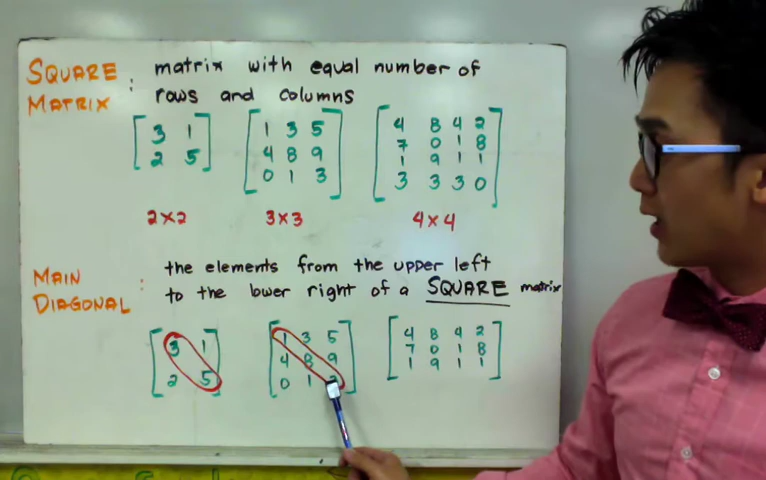 SQUARE MATRIX : matrix with equal number of
rows and columns
3 1
2 5
1 3 5
4 8 9
0 1 3
4 8 4 2
7 0 1 8
1 9 1 1
3 3 3 0
2×2
3×3
4×4
MAIN DIAGONAL : the elements from the upper left
to the lower right of a SQUARE matrix
3 1
2 5
1 3 5
4 8 9
0 1
4 8 4 2
7 0 1 8
1 9 1 1